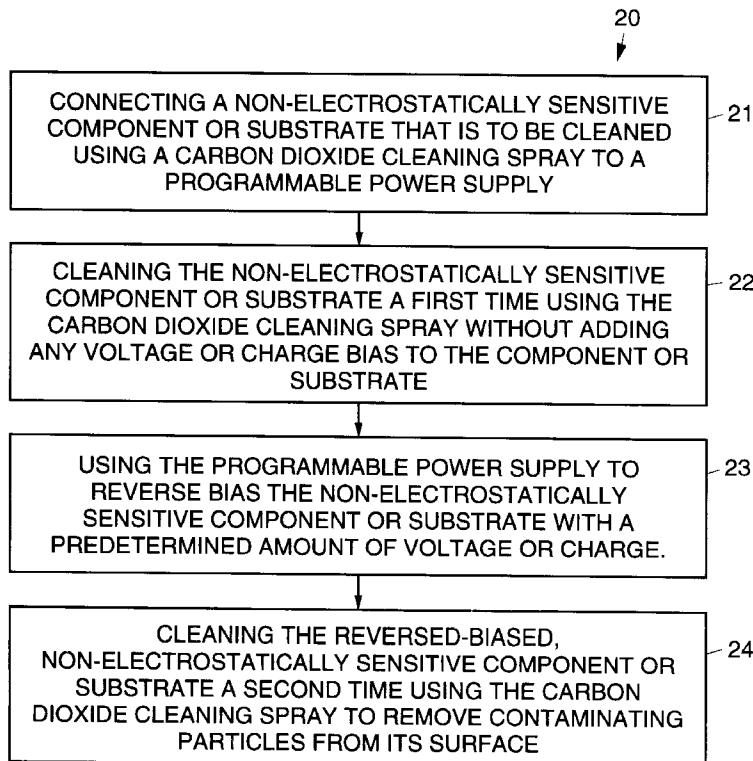 20
CONNECTING A NON-ELECTROSTATICALLY SENSITIVE
COMPONENT OR SUBSTRATE THAT IS TO BE CLEANED
USING A CARBON DIOXIDE CLEANING SPRAY TO A
PROGRAMMABLE POWER SUPPLY
21
CLEANING THE NON-ELECTROSTATICALLY SENSITIVE
COMPONENT OR SUBSTRATE A FIRST TIME USING THE
CARBON DIOXIDE CLEANING SPRAY WITHOUT ADDING
ANY VOLTAGE OR CHARGE BIAS TO THE COMPONENT OR
SUBSTRATE
22
USING THE PROGRAMMABLE POWER SUPPLY TO
REVERSE BIAS THE NON-ELECTROSTATICALLY
SENSITIVE COMPONENT OR SUBSTRATE WITH A
PREDETERMINED AMOUNT OF VOLTAGE OR CHARGE.
23
CLEANING THE REVERSED-BIASED,
NON-ELECTROSTATICALLY SENSITIVE COMPONENT OR
SUBSTRATE A SECOND TIME USING THE CARBON
DIOXIDE CLEANING SPRAY TO REMOVE CONTAMINATING
PARTICLES FROM ITS SURFACE
24